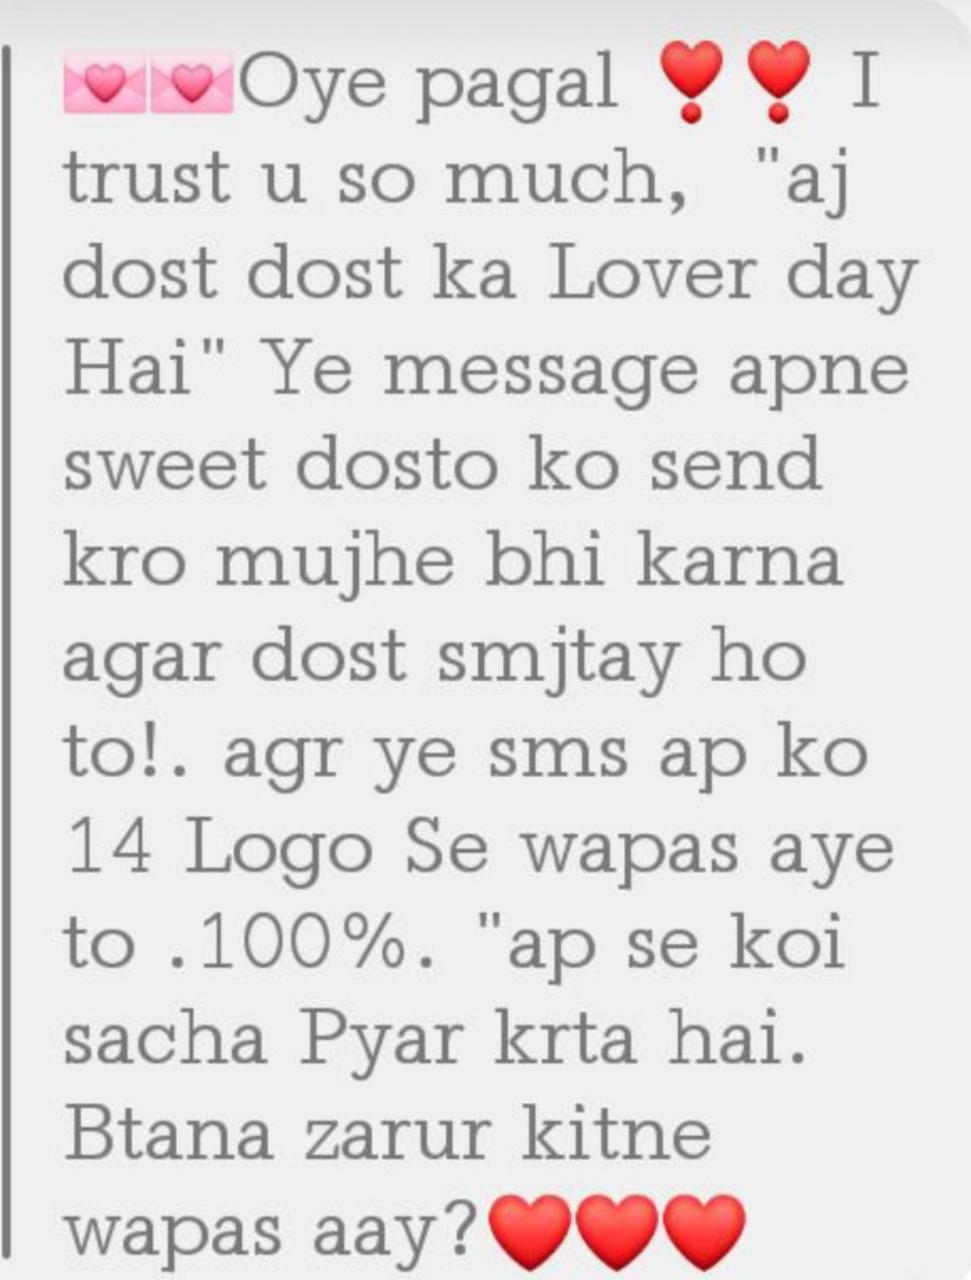 💌💌Oye pagal ❣️❣️ I
trust u so much, "aj
dost dost ka Lover day
Hai" Ye message apne
sweet dosto ko send
kro mujhe bhi karna
agar dost smjtay ho
to!. agr ye sms ap ko
14 Logo Se wapas aye
to .100%. "ap se koi
sacha Pyar krta hai.
Btana zarur kitne
wapas aay?❤️❤️❤️